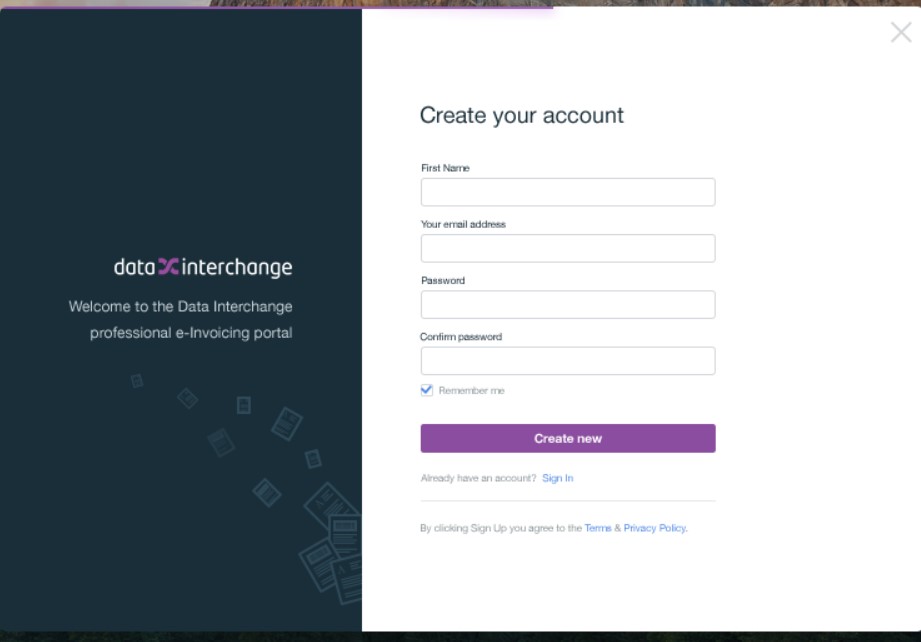 data interchange
Welcome to the Data Interchange
professional e-Invoicing portal
Create your account
First Name
Your email address
Password
Confirm password
Remember me
Create new
Already have an account? Sign In
By clicking Sign Up you agree to the Terms & Privacy Policy.